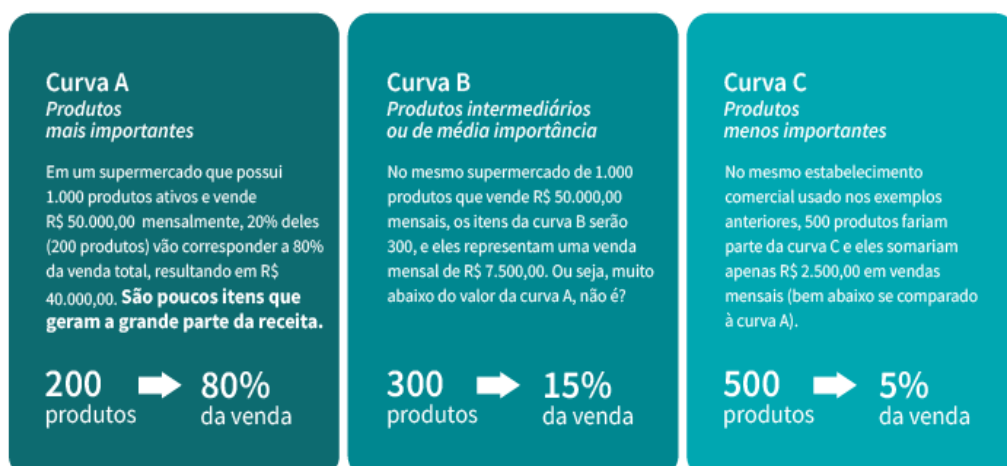 Curva A
Produtos
mais importantes
Em um supermercado que possui
1.000 produtos ativos e vende
R$ 50.000,00 mensalmente, 20% deles
(200 produtos) vão corresponder a 80%
da venda total, resultando em R$
40.000,00. São poucos itens que
geram a grande parte da receita.
200
produtos
80%
da venda
Curva B
Produtos intermediários
ou de média importância
No mesmo supermercado de 1.000
produtos que vende R$ 50.000,00
mensais, os itens da curva B serão
300, e eles representam uma venda
mensal de R$ 7.500,00. Ou seja, muito
abaixo do valor da curva A, não é?
300
produtos
15%
da venda
Curva C
Produtos
menos importantes
No mesmo estabelecimento
comercial usado nos exemplos
anteriores, 500 produtos fariam
parte da curva C e eles somariam
apenas R$ 2.500,00 em vendas
mensais (bem abaixo se comparado
à curva A).
500
produtos
5%
da venda